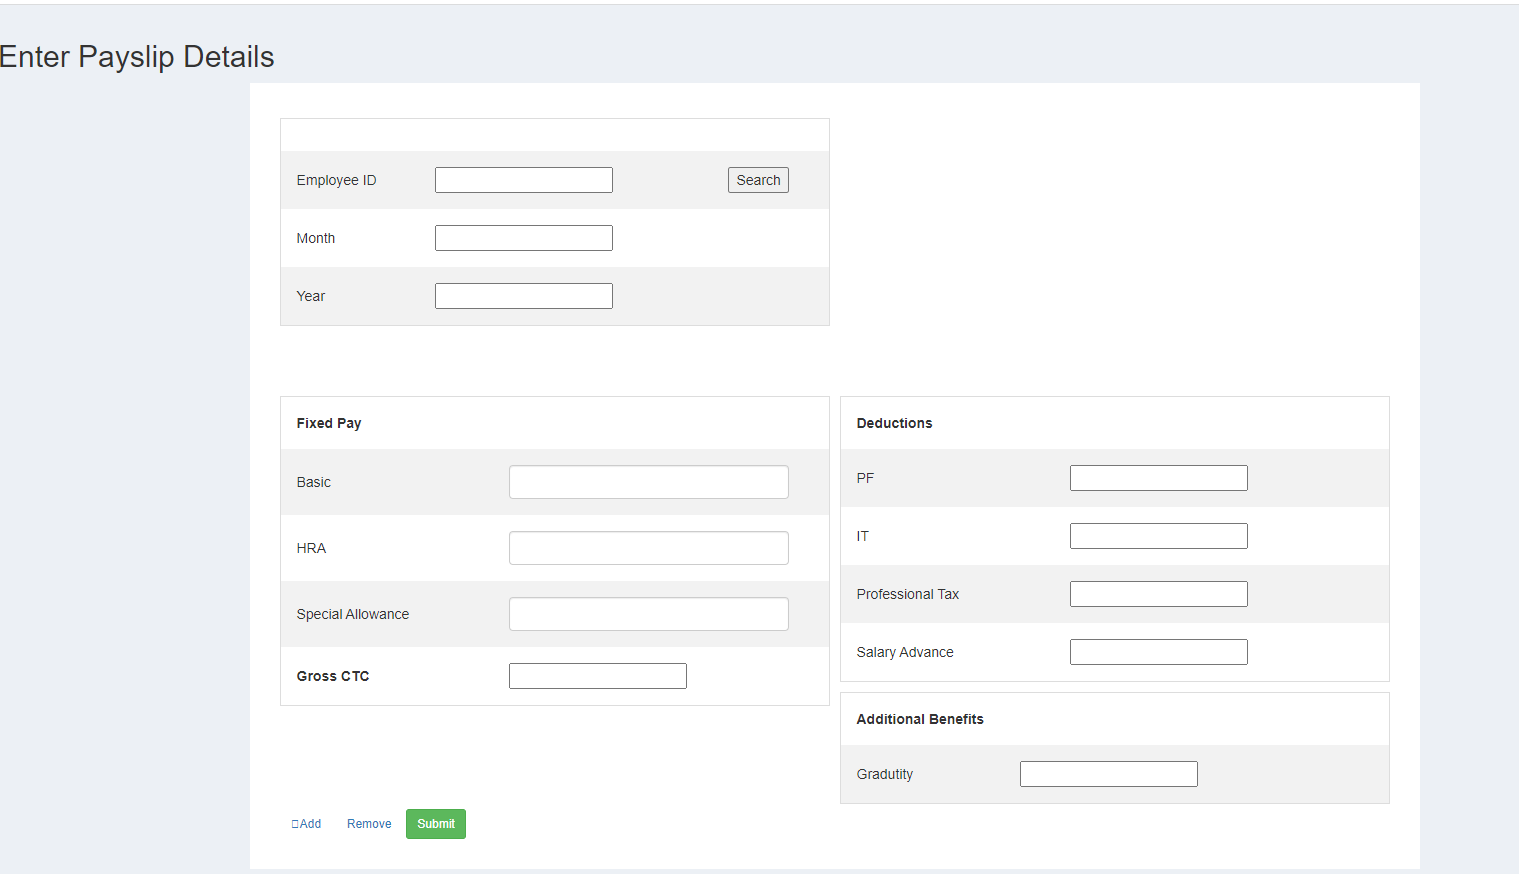 Enter Payslip Details
Employee ID Search
Month
Year
Fixed Pay
Basic
HRA
Special Allowance
Gross CTC
Deductions
PF
IT
Professional Tax
Salary Advance
Additional Benefits
Gradutity
Add Remove Submit